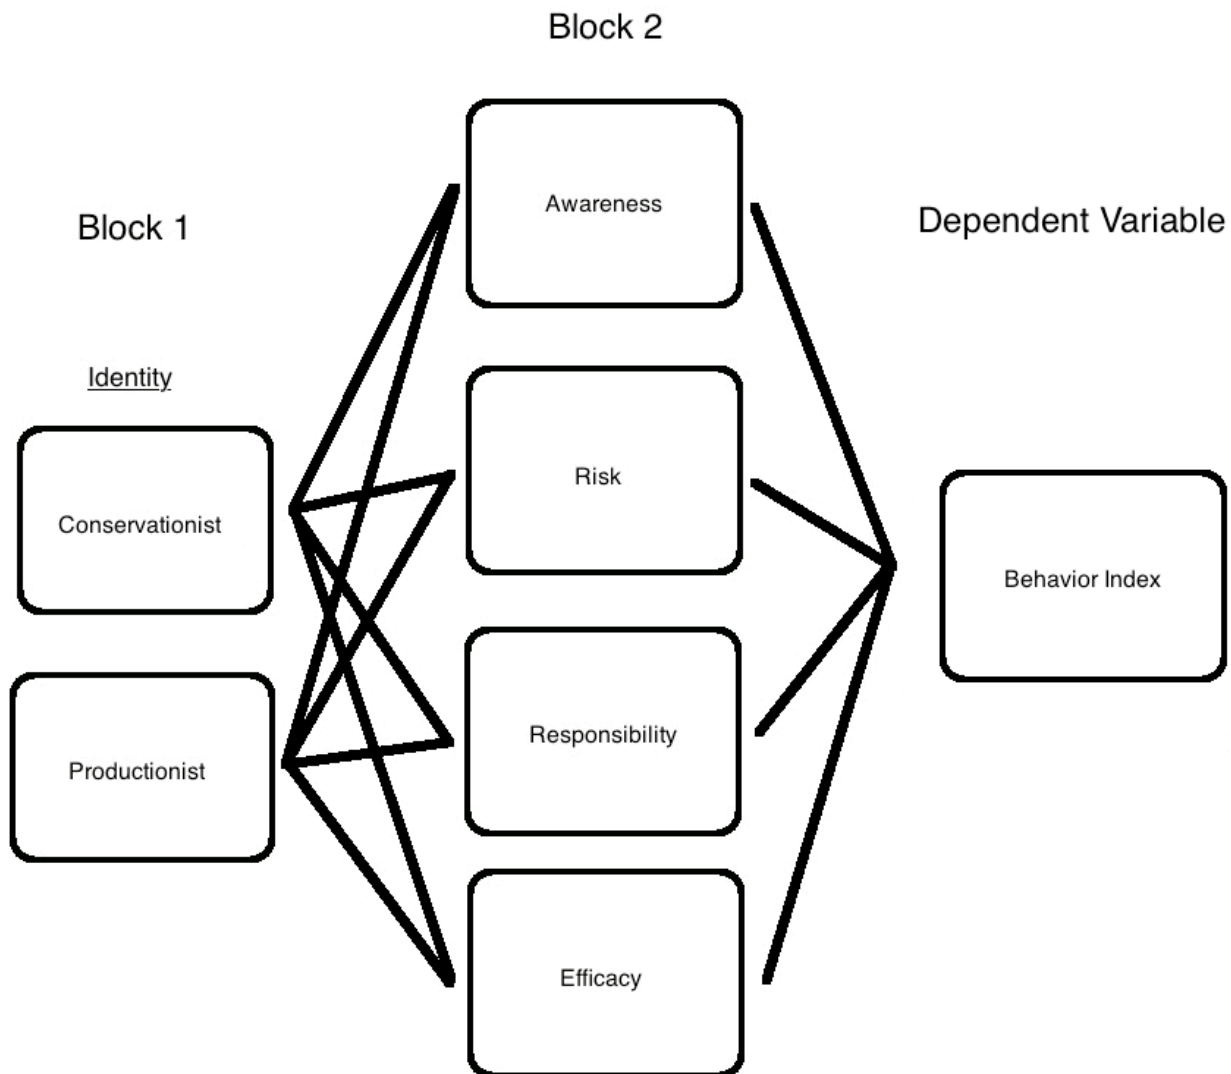 Block 2
Awareness
Block 1
Dependent Variable
Identity
Risk
Conservationist
Behavior Index
Responsibility
Productionist
Efficacy